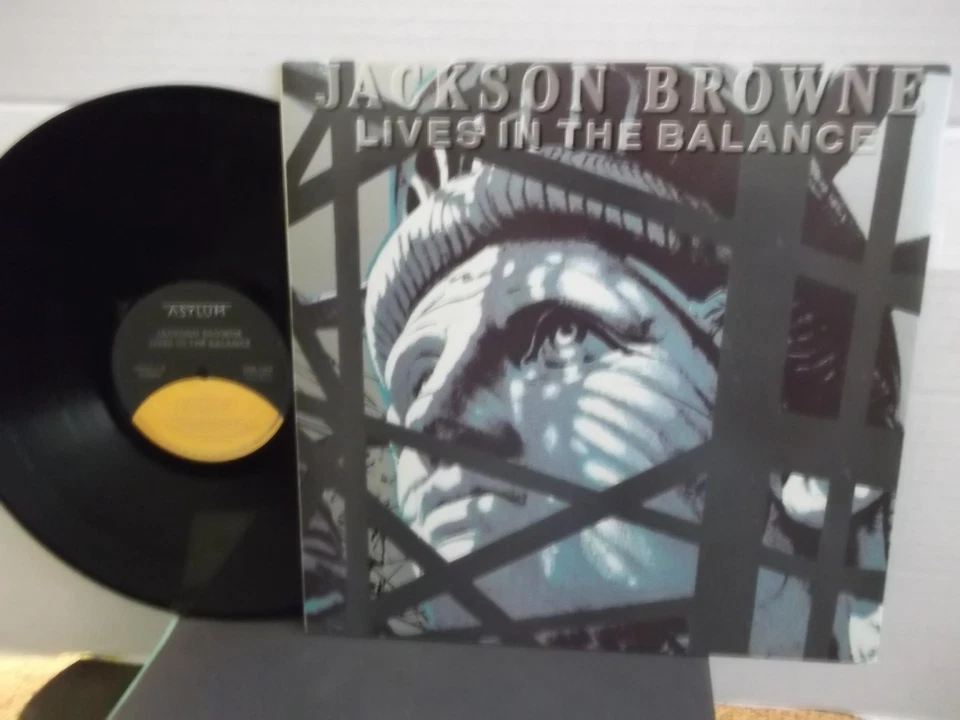 JACKSON BROWNE
LIVES IN THE BALANCE
ASYLUM
JACKSON BROWNE
LIVES IN THE BALANCE